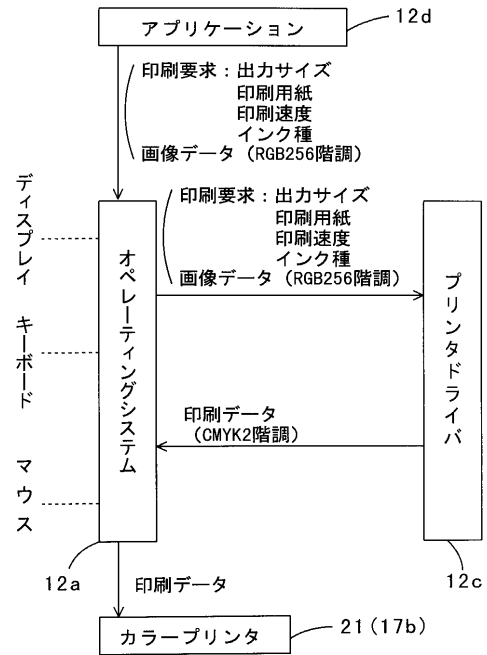 アプリケーション
12d
印刷要求：出力サイズ
印刷用紙
印刷速度
インク種
画像データ（RGB256階調）
ディスプレイ
キーボード
マウス
オペレーティングシステム
12a
印刷要求：出力サイズ
印刷用紙
印刷速度
インク種
画像データ（RGB256階調）
プリンタドライバ
12c
印刷データ
（CMYK2階調）
印刷データ
カラープリンタ
21(17b)